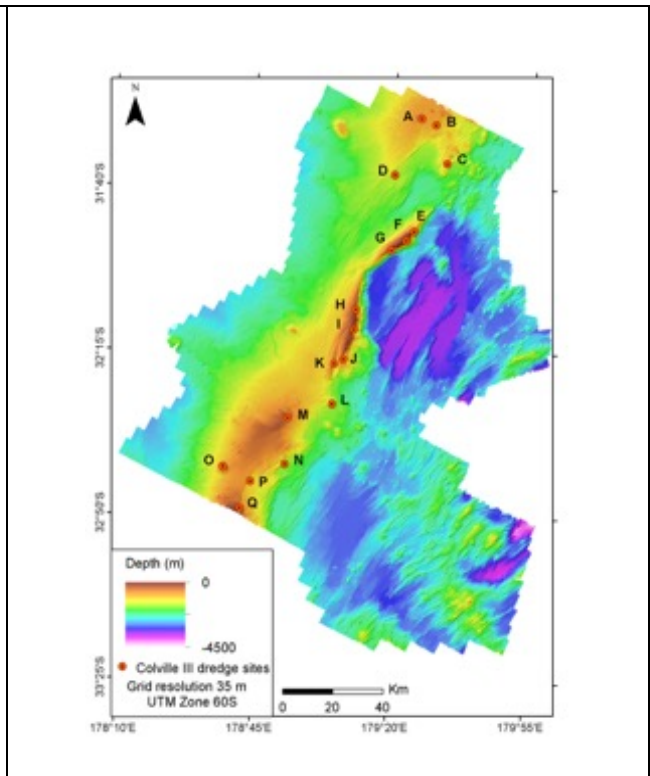 N
A
B
C
D
E
F
G
H
I
J
K
L
M
N
O
P
Q
31°40'S
32°15'S
32°50'S
33°25'S
Depth (m)
0
-4500
Colville III dredge sites
Grid resolution 35 m
UTM Zone 60S
Km
0 20 40
178°10'E 178°45'E 179°20'E 179°55'E